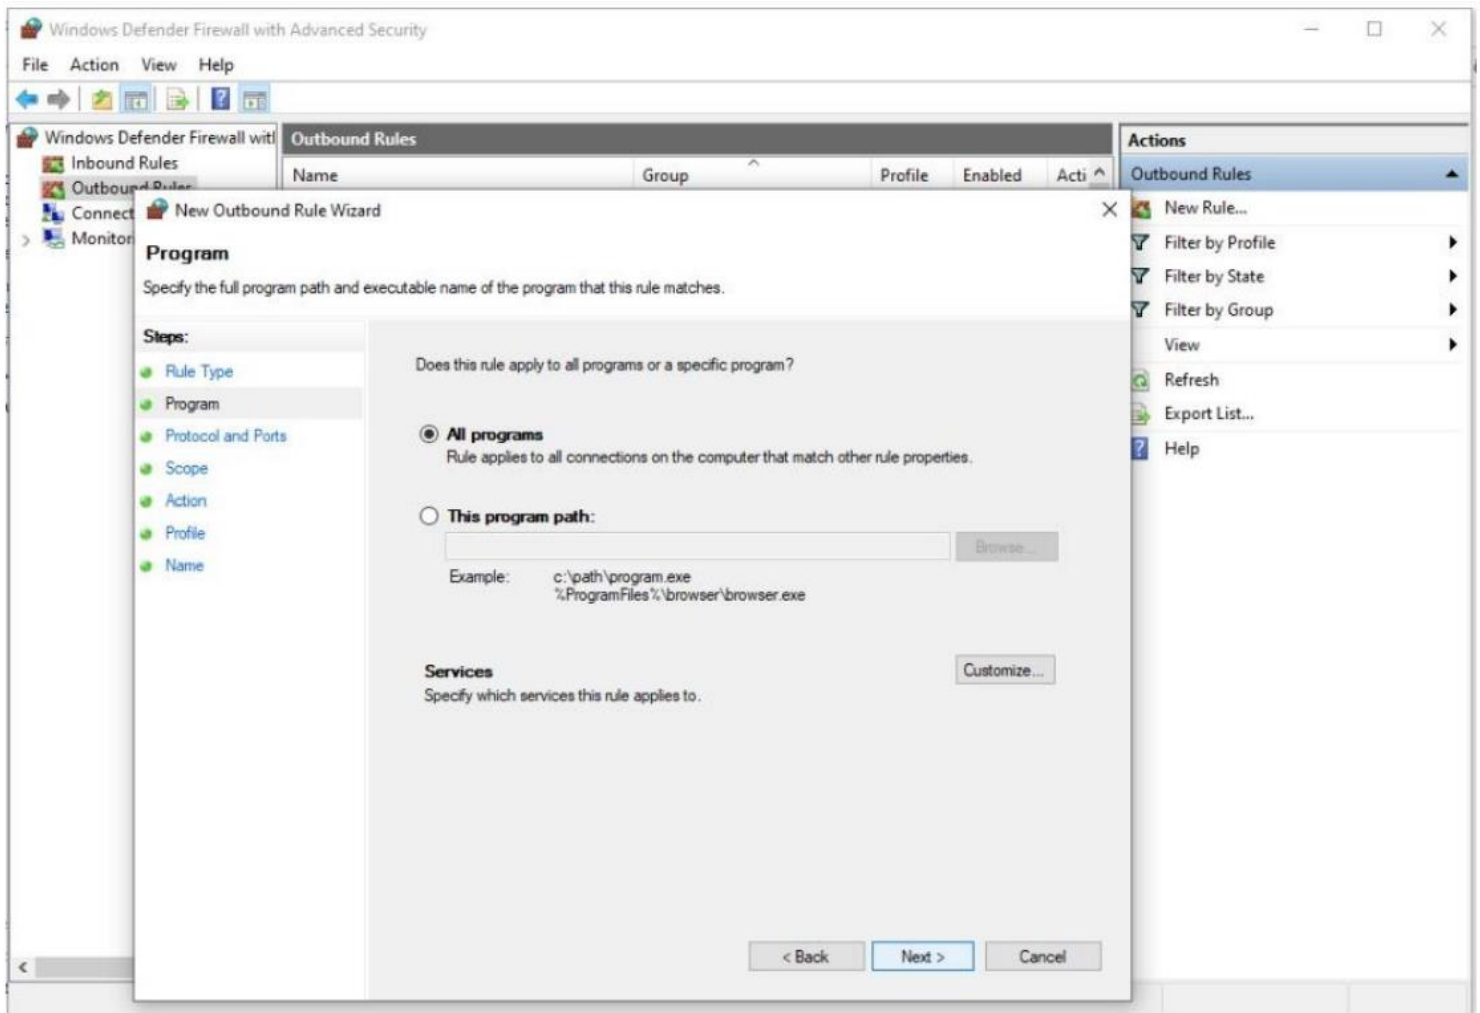 Windows Defender Firewall with Advanced Security
File Action View Help
Windows Defender Firewall wit
Inbound Rules
Outbound Rules
Connect
Monitor
Outbound Rules
Name Group Profile Enabled Acti
New Outbound Rule Wizard
Program
Specify the full program path and executable name of the program that this rule matches.
Steps:
Rule Type
Program
Protocol and Ports
Scope
Action
Profile
Name
Does this rule apply to all programs or a specific program?
All programs
Rule applies to all connections on the computer that match other rule properties.
This program path:
Browse...
Example: c:\path\program.exe
%ProgramFiles%\browser\browser.exe
Services
Specify which services this rule applies to.
Customize...
< Back Next > Cancel
Actions
Outbound Rules
New Rule...
Filter by Profile
Filter by State
Filter by Group
View
Refresh
Export List...
Help